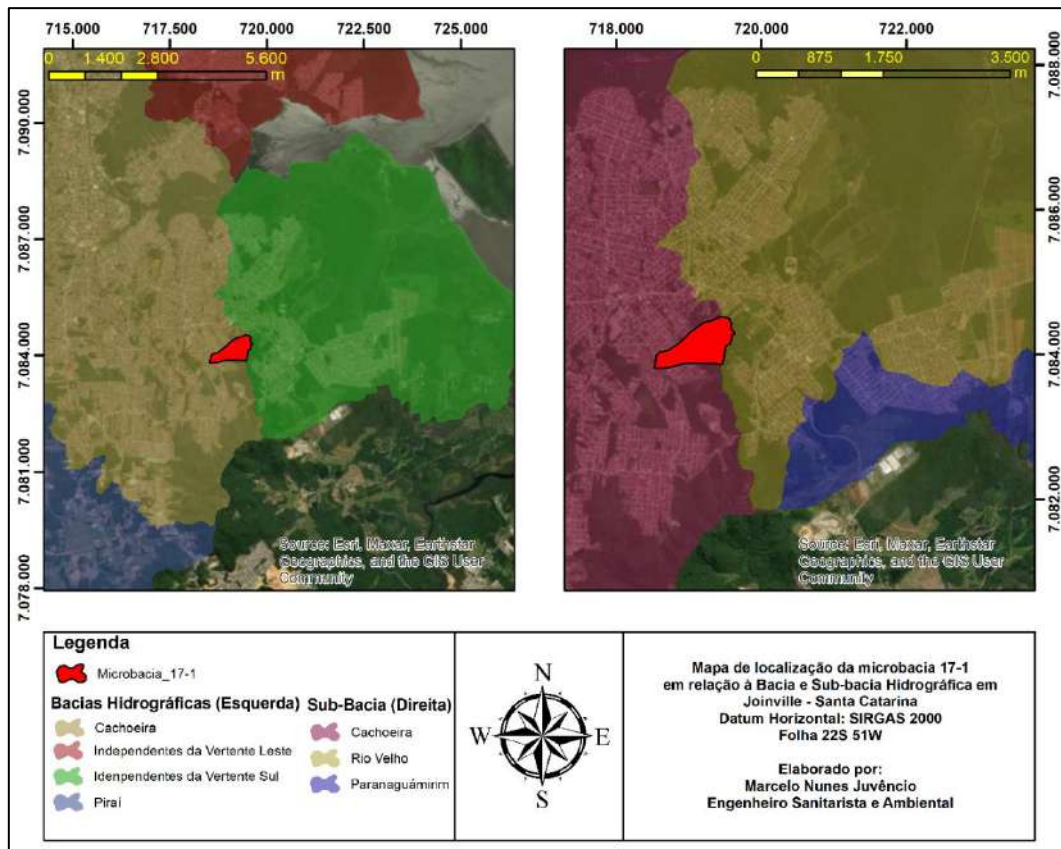 715.000 717.500 720.000 722.500 725.000
0 1.400 2.800 5.600
m
7.090.000
7.087.000
7.084.000
7.081.000
7.078.000
Source: Esri, Maxar, Earthstar
Geographics, and the GIS User
Community
718.000 720.000 722.000
0 875 1.750 3.500
m
7.088.000
7.086.000
7.084.000
7.082.000
Source: Esri, Maxar, Earthstar
Geographics, and the GIS User
Community
Legenda
Microbacia_17-1
Bacias Hidrográficas (Esquerda)
Cachoeira
Independentes da Vertente Leste
Idenpendentes da Vertente Sul
Piraí
Sub-Bacia (Direita)
Cachoeira
Rio Velho
Paranaguámirim
N
W E
S
Mapa de localização da microbacia 17-1
em relação à Bacia e Sub-bacia Hidrográfica em
Joinville - Santa Catarina
Datum Horizontal: SIRGAS 2000
Folha 22S 51W
Elaborado por:
Marcelo Nunes Juvêncio
Engenheiro Sanitarista e Ambiental